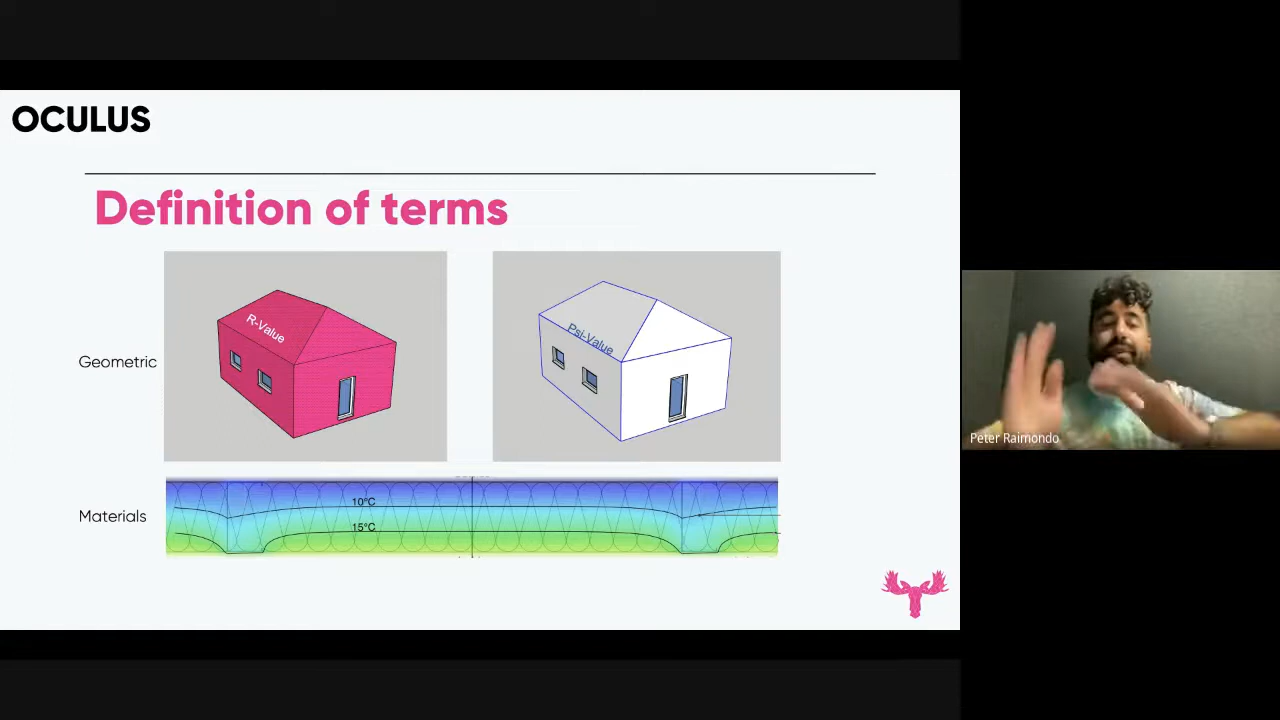 OCULUS
Definition of terms
R-Value
Psi-Value
Geometric
10°C
15°C
Materials
Peter Raimondo